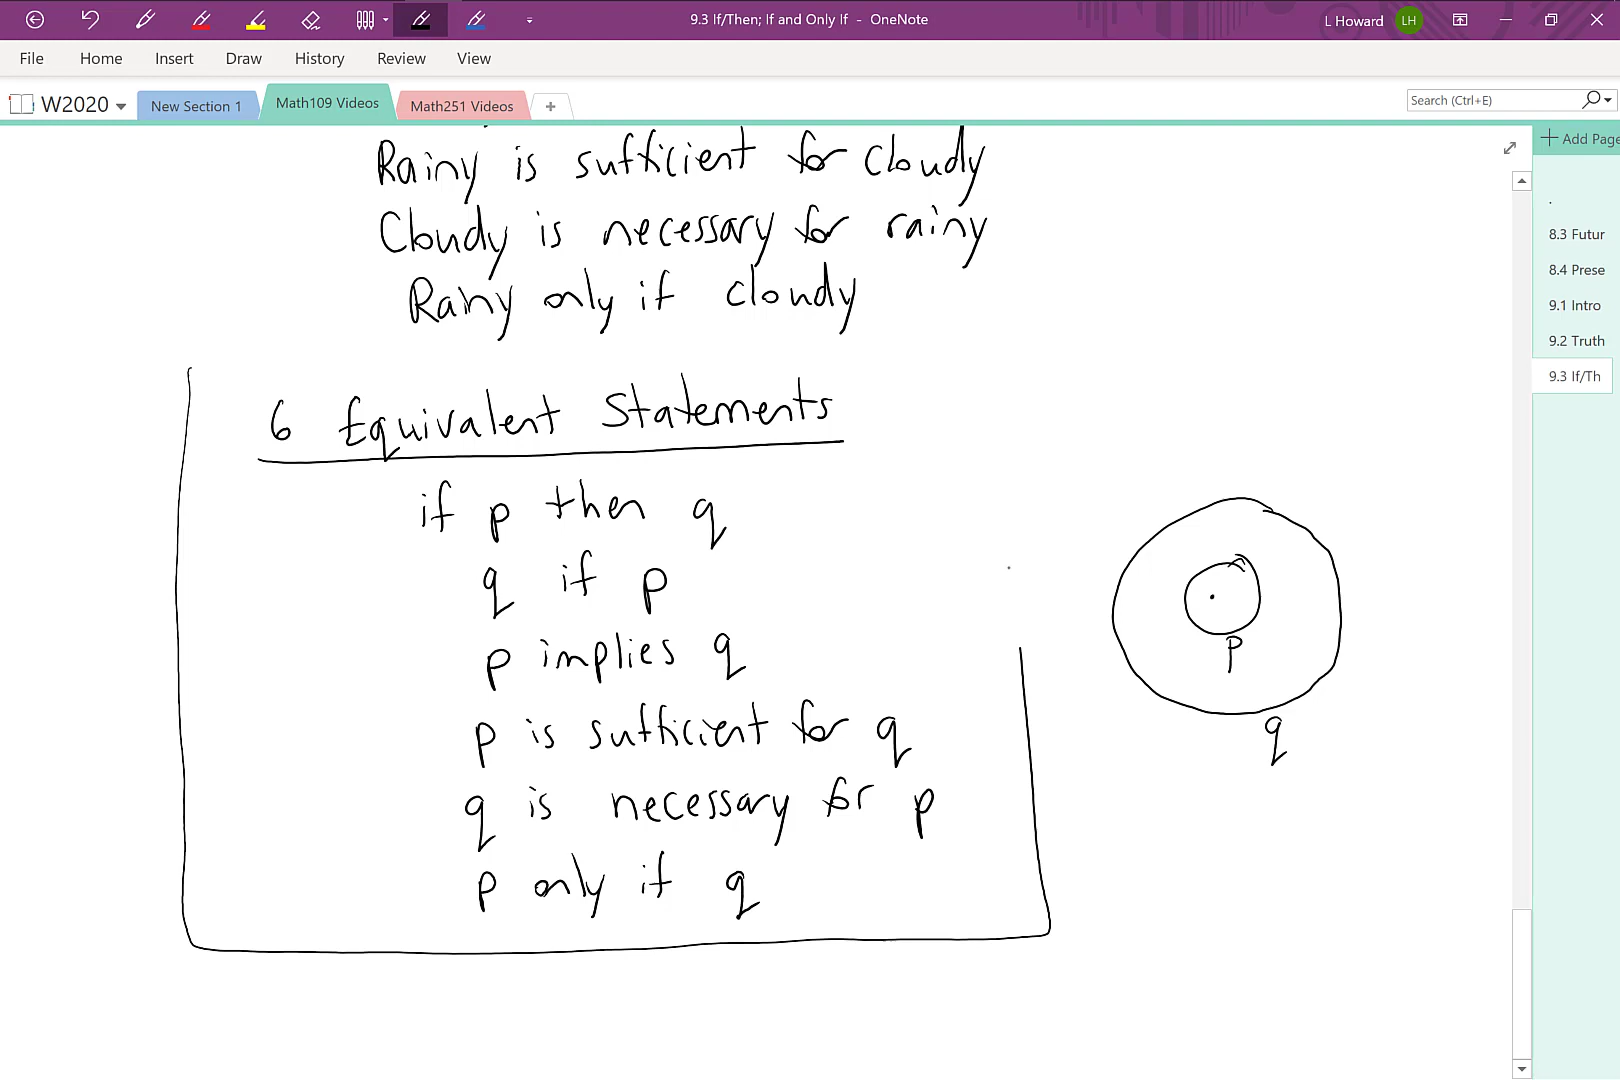 9.3 If/Then; If and Only If - OneNote
L Howard
LH
File Home Insert Draw History Review View
W2020
New Section 1
Math109 Videos
Math251 Videos
Search (Ctrl+E)
Add Page
Rainy is sufficient for cloudy
Cloudy is necessary for rainy
Rainy only if cloudy
6 Equivalent Statements
if p then q
q if p
p implies q
p is sufficient for q
q is necessary for p
p only if q
p
q
.
8.3 Futur
8.4 Prese
9.1 Intro
9.2 Truth
9.3 If/Th